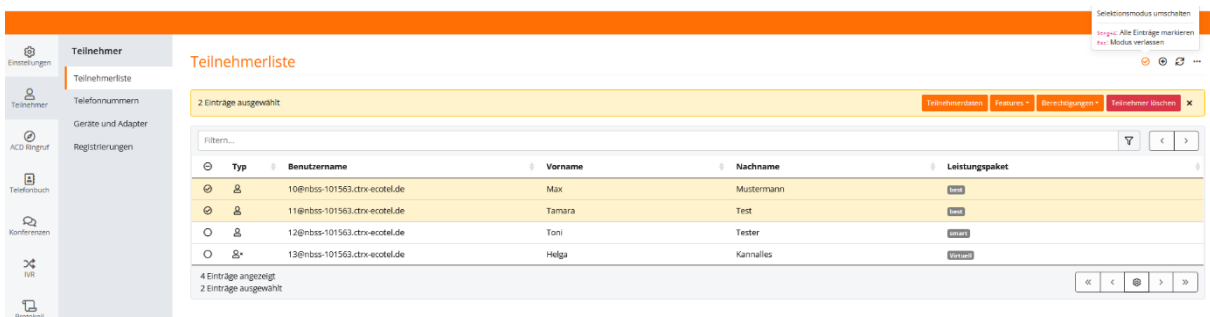 Selektionsmodus umschalten
Strg+A: Alle Einträge markieren
Esc: Modus verlassen
Einstellungen
Teilnehmer
ACD Ringruf
Telefonbuch
Konferenzen
IVR
Protokoll
Teilnehmer
Teilnehmerliste
Telefonnummern
Geräte und Adapter
Registrierungen
Teilnehmerliste
2 Einträge ausgewählt
Teilnehmerdaten Features Berechtigungen Teilnehmer löschen ×
Filtern...
Typ Benutzername Vorname Nachname Leistungspaket
10@nbss-101563.ctrx-ecotel.de Max Mustermann best
11@nbss-101563.ctrx-ecotel.de Tamara Test best
12@nbss-101563.ctrx-ecotel.de Toni Tester smart
13@nbss-101563.ctrx-ecotel.de Helga Kannalles Virtuell
4 Einträge angezeigt
2 Einträge ausgewählt